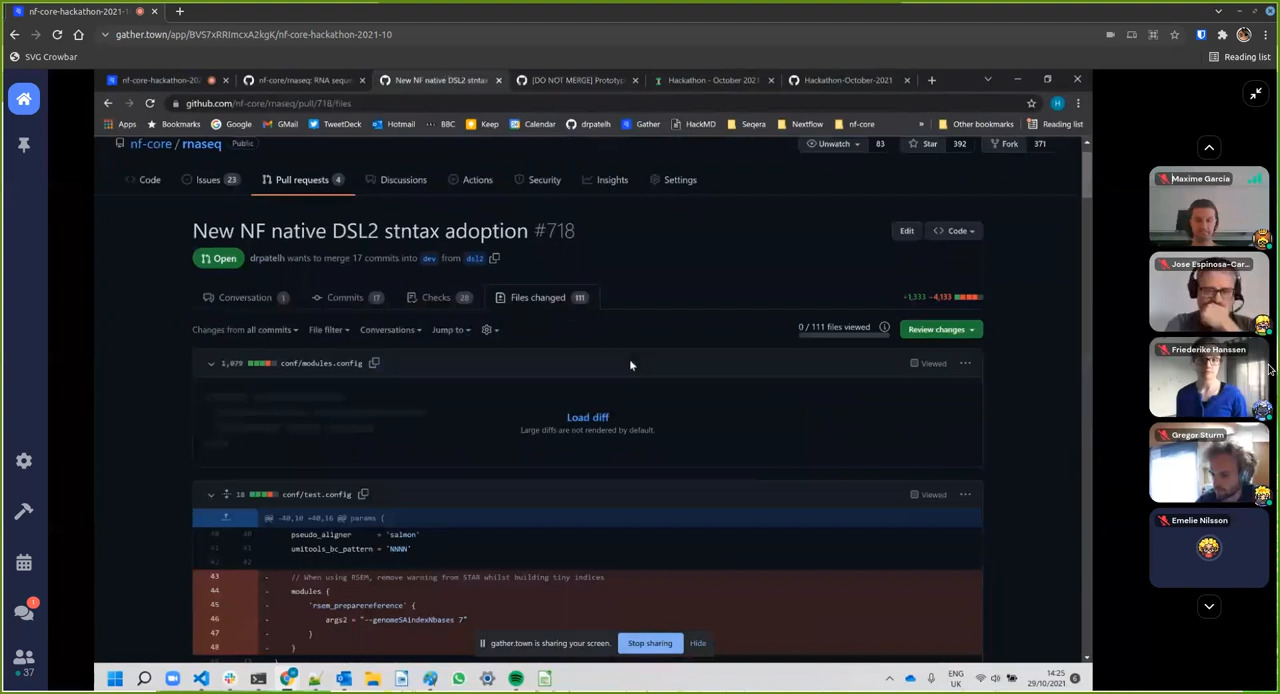 nf-core-hackathon-2021-1
gather.town/app/BVS7xRRImcxA2kgK/nf-core-hackathon-2021-10
SVG Crowbar
Reading list
nf-core-hackathon-202
nf-core/rnaseq: RNA seque
New NF native DSL2 stnta
[DO NOT MERGE] Prototyp
Hackathon - October 2021
Hackathon-October-2021
github.com/nf-core/rnaseq/pull/718/files
H
Apps
Bookmarks
Google
GMail
TweetDeck
Hotmail
BBC
Keep
Calendar
drpatelh
Gather
HackMD
Seqera
Nextflow
nf-core
»
Other bookmarks
Reading list
nf-core / rnaseq Public
Unwatch 83
Star 392
Fork 371
Code
Issues 23
Pull requests 4
Discussions
Actions
Security
Insights
Settings
New NF native DSL2 stntax adoption #718
Edit
<> Code
Open drpatelh wants to merge 17 commits into dev from dsl2
Conversation 1
Commits 17
Checks 28
Files changed 111
+1,333 −4,133
Changes from all commits
File filter
Conversations
Jump to
0 / 111 files viewed
Review changes
1,079 conf/modules.config
Viewed
Load diff
Large diffs are not rendered by default.
18 conf/test.config
Viewed
@@ -40,10 +40,16 @@ params {
40 40 pseudo_aligner = 'salmon'
41 41 umitools_bc_pattern = 'NNNN'
42 42
43 - // When using RSEM, remove warning from STAR whilst building tiny indices
44 - modules {
45 - 'rsem_preparereference' {
46 - args2 = "--genomeSAindexNbases 7"
47 - }
48 - }
gather.town is sharing your screen.
Stop sharing
Hide
Maxime Garcia
Jose Espinosa-Car...
Friederike Hanssen
Gregor Sturm
Emelie Nilsson
1
37
ENG
UK
14:25
29/10/2021
6